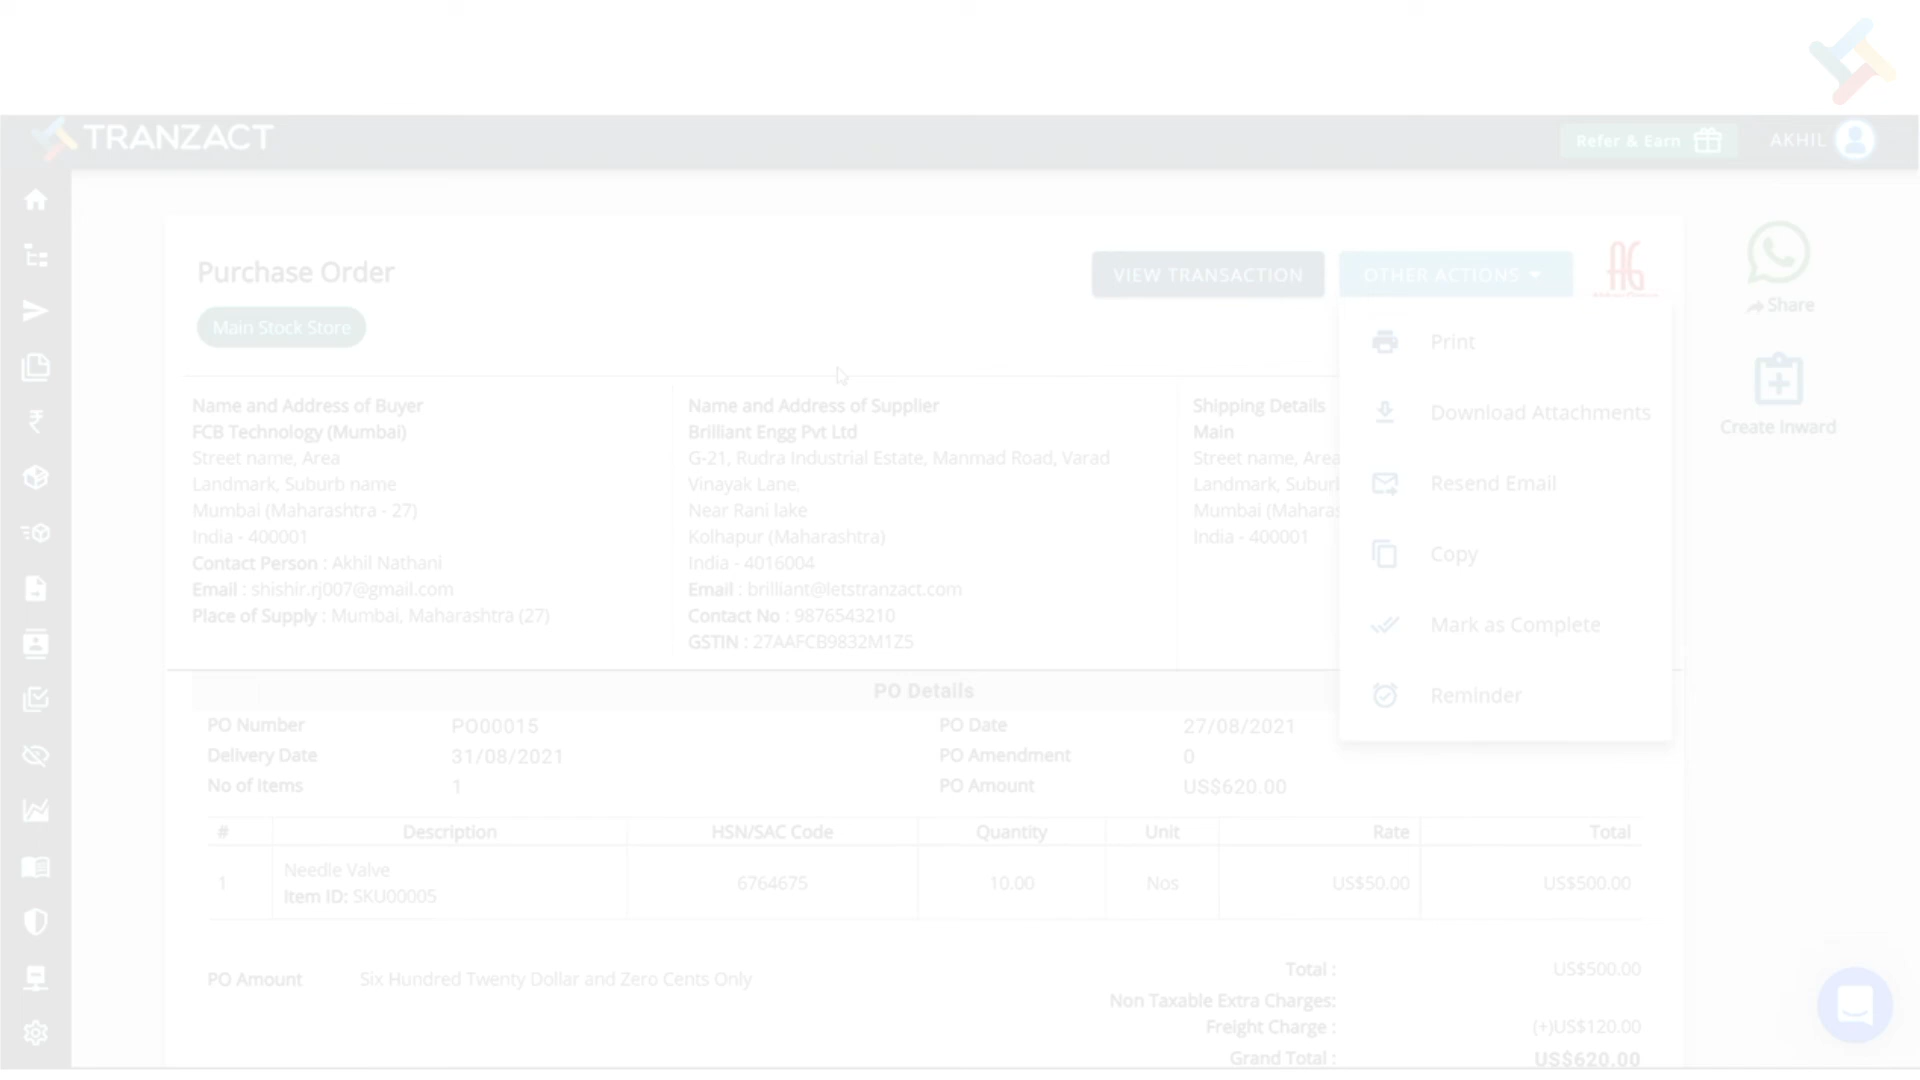 TRANZACT
Refer & Earn
AKHIL
Purchase Order
VIEW TRANSACTION
OTHER ACTIONS
Main Stock Store
Share
Create Inward
Print
Download Attachments
Resend Email
Copy
Mark as Complete
Reminder
Name and Address of Buyer
FCB Technology (Mumbai)
Street name, Area
Landmark, Suburb name
Mumbai (Maharashtra - 27)
India - 400001
Contact Person : Akhil Nathani
Email : shishir.rj007@gmail.com
Place of Supply : Mumbai, Maharashtra (27)
Name and Address of Supplier
Brilliant Engg Pvt Ltd
G-21, Rudra Industrial Estate, Manmad Road, Varad
Vinayak Lane,
Near Rani lake
Kolhapur (Maharashtra)
India - 4016004
Email : brilliant@letstranzact.com
Contact No : 9876543210
GSTIN : 27AAFCB9832M1Z5
Shipping Details
Main
Street name, Area
Landmark, Subur
Mumbai (Mahara
India - 400001
PO Details
PO Number PO00015 PO Date 27/08/2021
Delivery Date 31/08/2021 PO Amendment 0
No of Items 1 PO Amount US$620.00
# Description HSN/SAC Code Quantity Unit Rate Total
1 Needle Valve 6764675 10.00 Nos US$50.00 US$500.00
Item ID: SKU00005
PO Amount Six Hundred Twenty Dollar and Zero Cents Only
Total : US$500.00
Non Taxable Extra Charges:
Freight Charge : (+)US$120.00
Grand Total : US$620.00